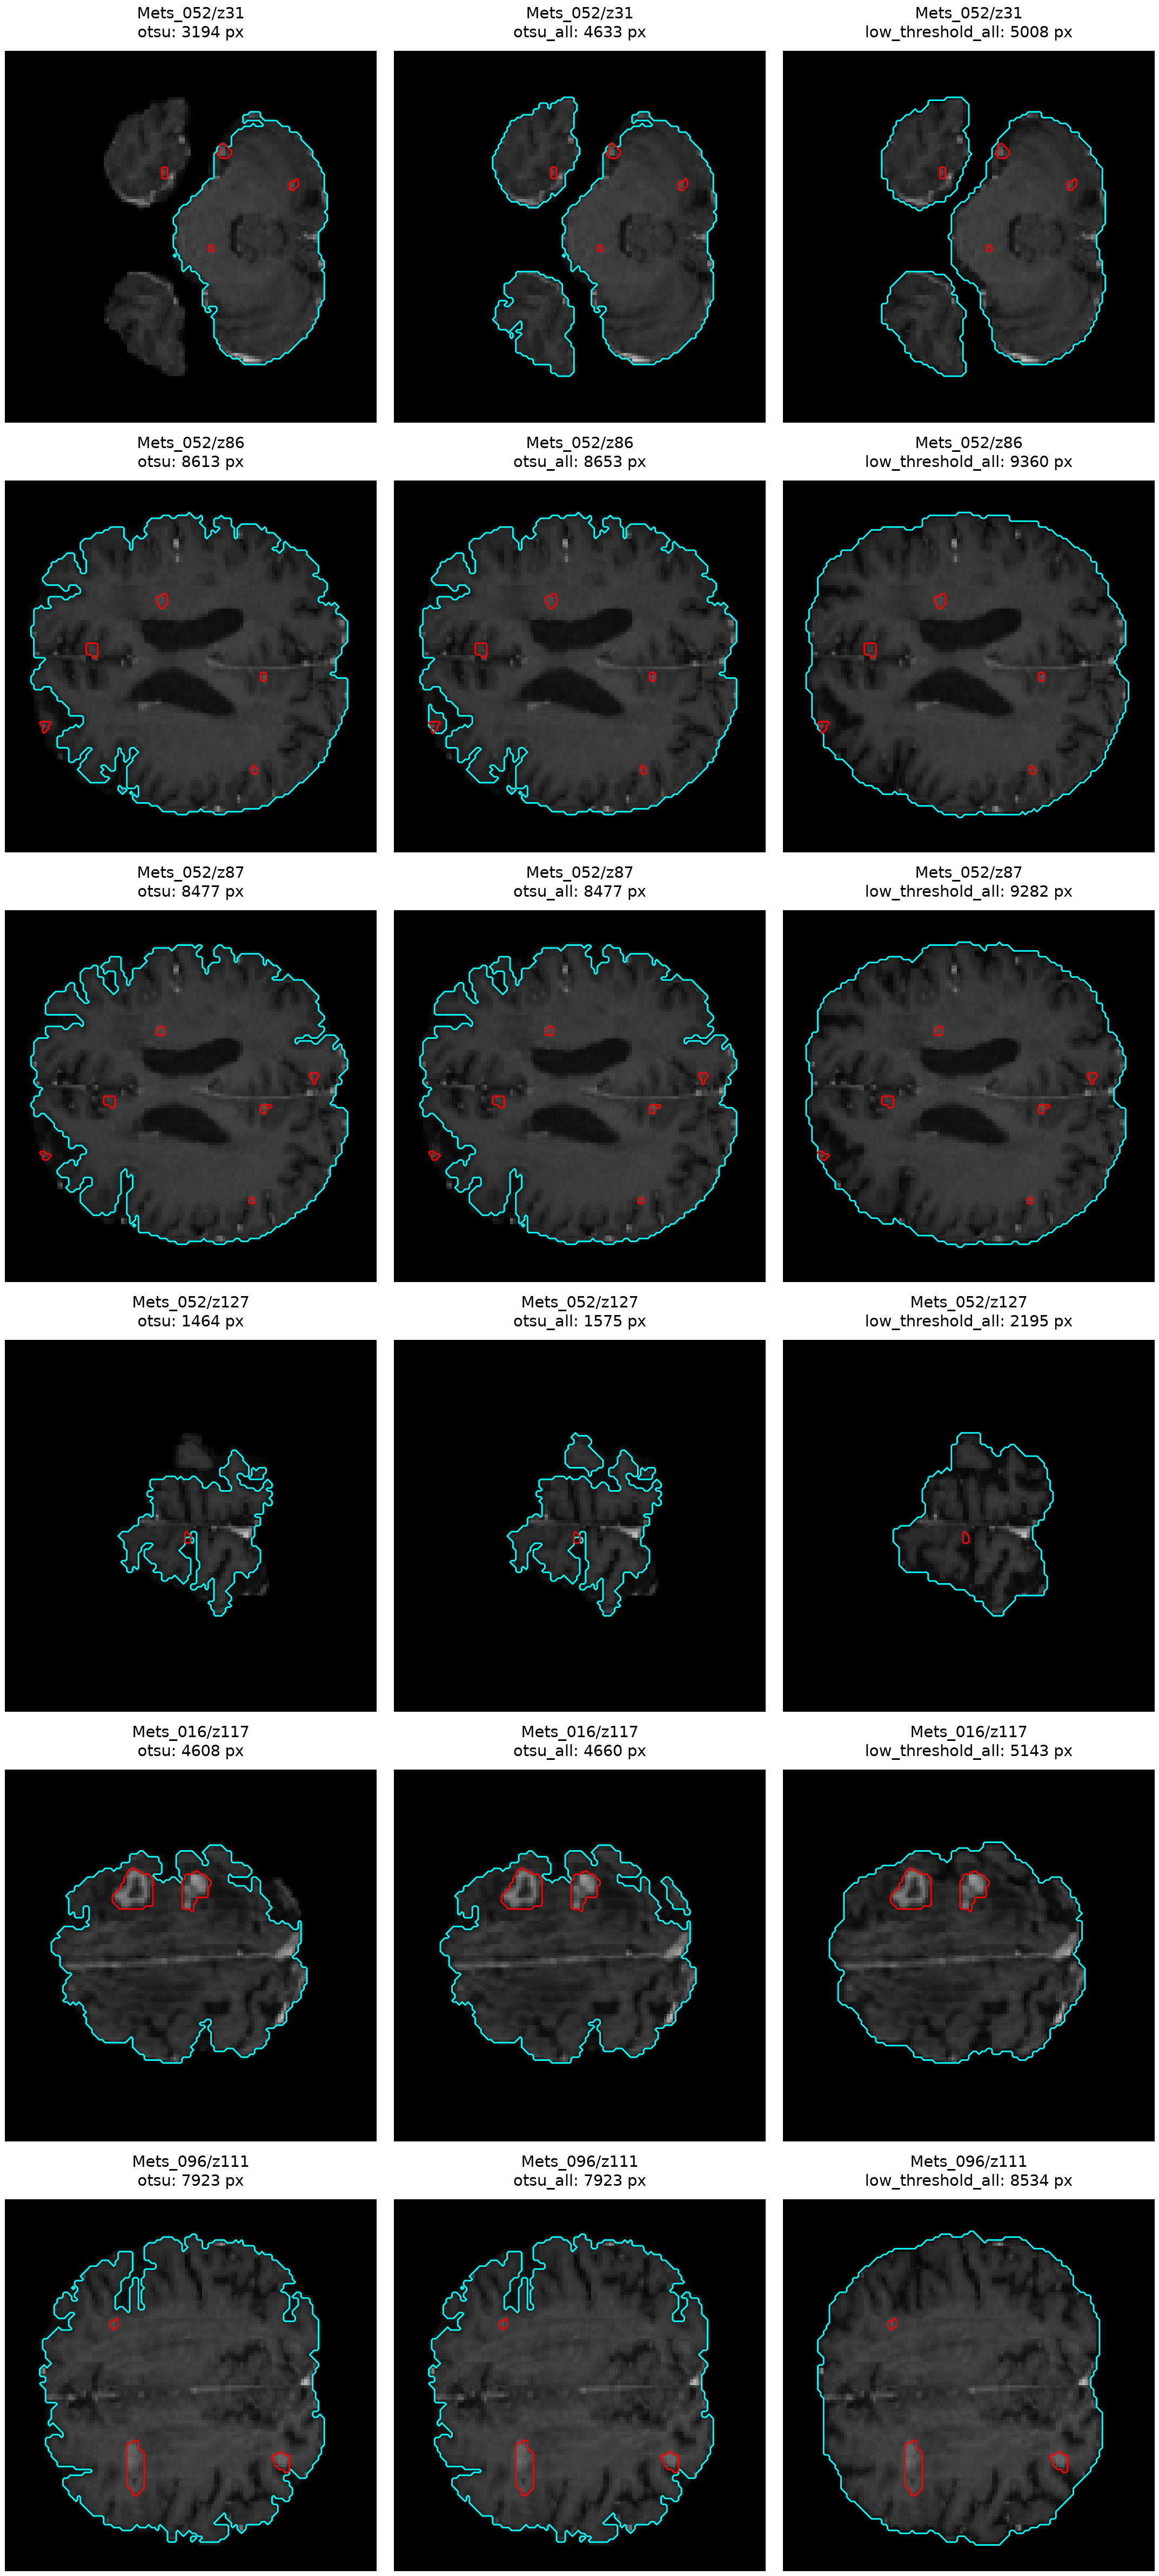 Mets_052/z31
otsu: 3194 px
Mets_052/z31
otsu_all: 4633 px
Mets_052/z31
low_threshold_all: 5008 px
Mets_052/z86
otsu: 8613 px
Mets_052/z86
otsu_all: 8653 px
Mets_052/z86
low_threshold_all: 9360 px
Mets_052/z87
otsu: 8477 px
Mets_052/z87
otsu_all: 8477 px
Mets_052/z87
low_threshold_all: 9282 px
Mets_052/z127
otsu: 1464 px
Mets_052/z127
otsu_all: 1575 px
Mets_052/z127
low_threshold_all: 2195 px
Mets_016/z117
otsu: 4608 px
Mets_016/z117
otsu_all: 4660 px
Mets_016/z117
low_threshold_all: 5143 px
Mets_096/z111
otsu: 7923 px
Mets_096/z111
otsu_all: 7923 px
Mets_096/z111
low_threshold_all: 8534 px